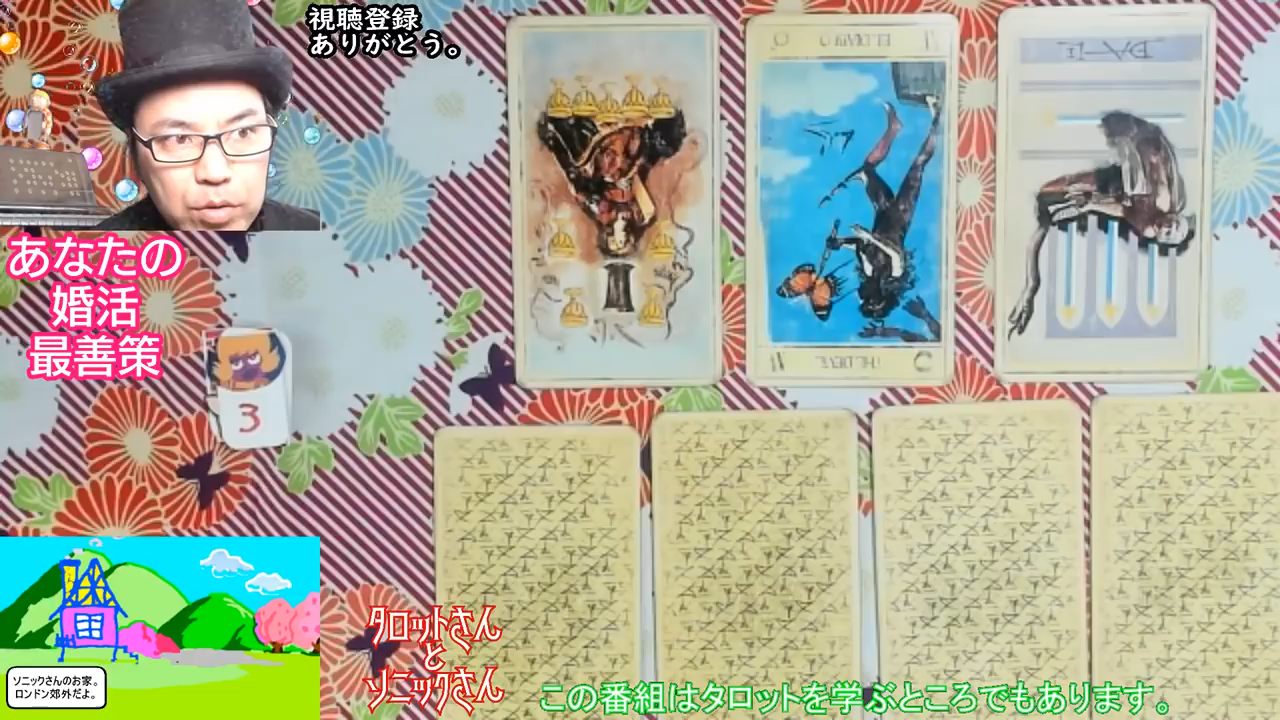 視聴登録
ありがとう。
あなたの
婚活
最善策
3
ソニックさんのお家。
ロンドン郊外だよ。
タロットさん
と
ソニックさん
この番組はタロットを学ぶところでもあります。